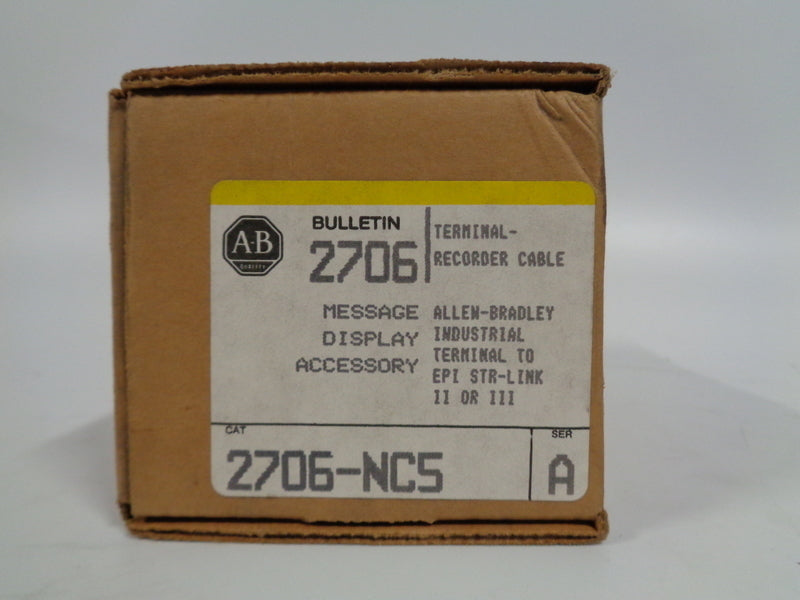 A-B
QUALITY
BULLETIN
2706
TERMINAL-
RECORDER CABLE
MESSAGE
DISPLAY
ACCESSORY
ALLEN-BRADLEY
INDUSTRIAL
TERMINAL TO
EPI STR-LINK
II OR III
CAT
2706-NC5
SER
A